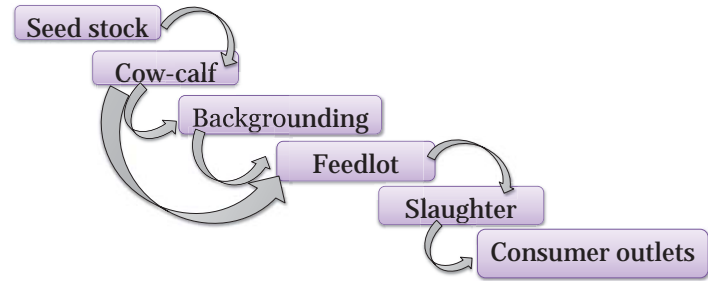 Seed stock
Cow-calf
Backgrounding
Feedlot
Slaughter
Consumer outlets